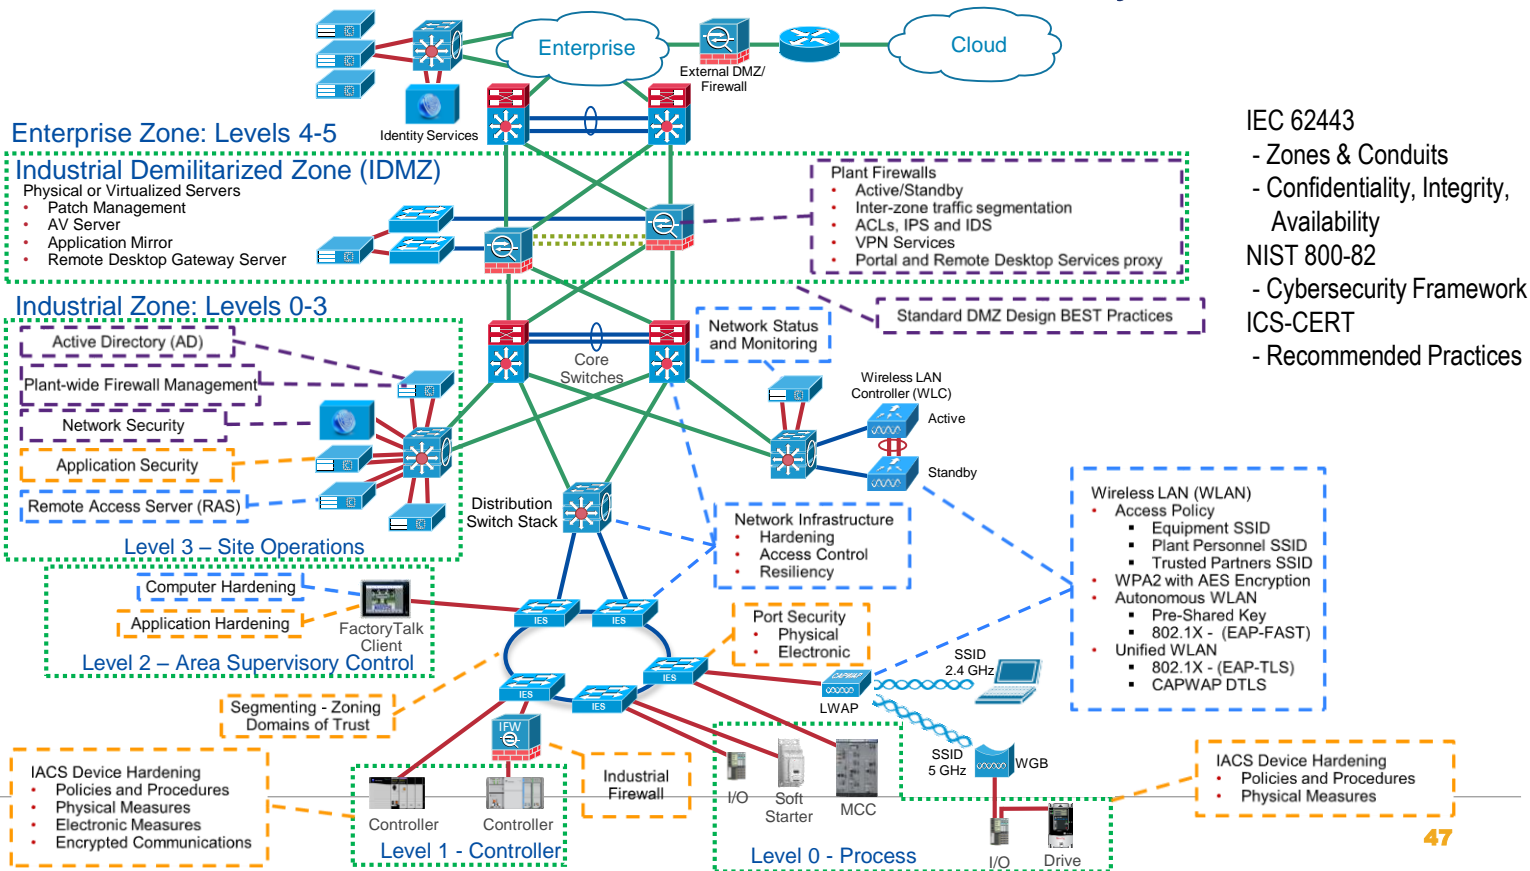 Enterprise
Cloud
External DMZ/
Firewall
Identity Services
Enterprise Zone: Levels 4-5
Industrial Demilitarized Zone (IDMZ)
Physical or Virtualized Servers
• Patch Management
• AV Server
• Application Mirror
• Remote Desktop Gateway Server
Plant Firewalls
• Active/Standby
• Inter-zone traffic segmentation
• ACLs, IPS and IDS
• VPN Services
• Portal and Remote Desktop Services proxy
Standard DMZ Design BEST Practices
IEC 62443
- Zones & Conduits
- Confidentiality, Integrity,
Availability
NIST 800-82
- Cybersecurity Framework
ICS-CERT
- Recommended Practices
Industrial Zone: Levels 0-3
Active Directory (AD)
Plant-wide Firewall Management
Network Security
Application Security
Remote Access Server (RAS)
Level 3 – Site Operations
Core
Switches
Network Status
and Monitoring
Wireless LAN
Controller (WLC)
Active
Standby
Distribution
Switch Stack
Network Infrastructure
• Hardening
• Access Control
• Resiliency
Wireless LAN (WLAN)
• Access Policy
▪ Equipment SSID
▪ Plant Personnel SSID
▪ Trusted Partners SSID
• WPA2 with AES Encryption
• Autonomous WLAN
▪ Pre-Shared Key
▪ 802.1X - (EAP-FAST)
• Unified WLAN
▪ 802.1X - (EAP-TLS)
▪ CAPWAP DTLS
Computer Hardening
Application Hardening
FactoryTalk
Client
Level 2 – Area Supervisory Control
IES
IES
IES
IES
IES
Port Security
• Physical
• Electronic
CAPWAP
LWAP
SSID
2.4 GHz
SSID
5 GHz
WGB
Segmenting - Zoning
Domains of Trust
IFW
Industrial
Firewall
IACS Device Hardening
• Policies and Procedures
• Physical Measures
• Electronic Measures
• Encrypted Communications
Controller
Controller
Level 1 - Controller
I/O
Soft
Starter
MCC
Level 0 - Process
I/O
Drive
IACS Device Hardening
• Policies and Procedures
• Physical Measures
47